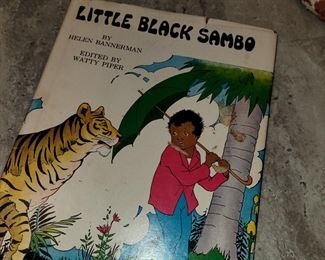 LITTLE BLACK SAMBO
BY
HELEN BANNERMAN
EDITED BY
WATTY PIPER